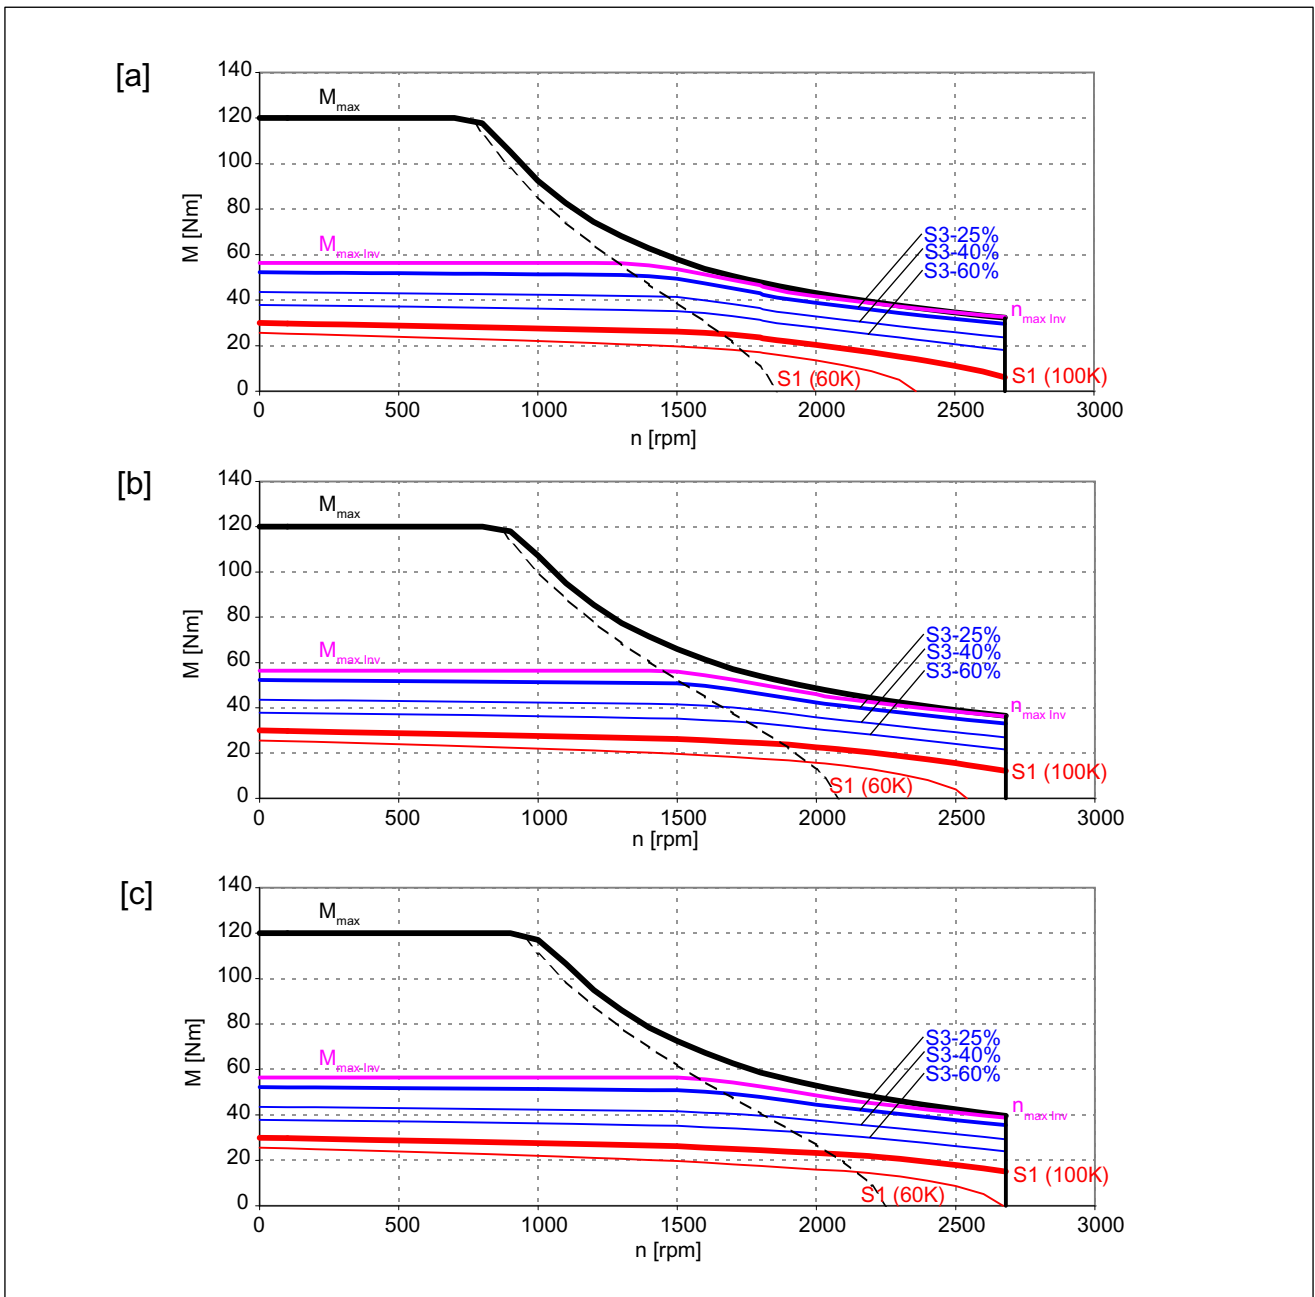 [a]
140
120
100
80
60
40
20
0
M [Nm]
Mmax
Mmax Inv
S3-25%
S3-40%
S3-60%
nmax Inv
S1 (100K)
S1 (60K)
0 500 1000 1500 2000 2500 3000
n [rpm]
[b]
140
120
100
80
60
40
20
0
M [Nm]
Mmax
Mmax Inv
S3-25%
S3-40%
S3-60%
nmax Inv
S1 (100K)
S1 (60K)
0 500 1000 1500 2000 2500 3000
n [rpm]
[c]
140
120
100
80
60
40
20
0
M [Nm]
Mmax
Mmax Inv
S3-25%
S3-40%
S3-60%
nmax Inv
S1 (100K)
S1 (60K)
0 500 1000 1500 2000 2500 3000
n [rpm]